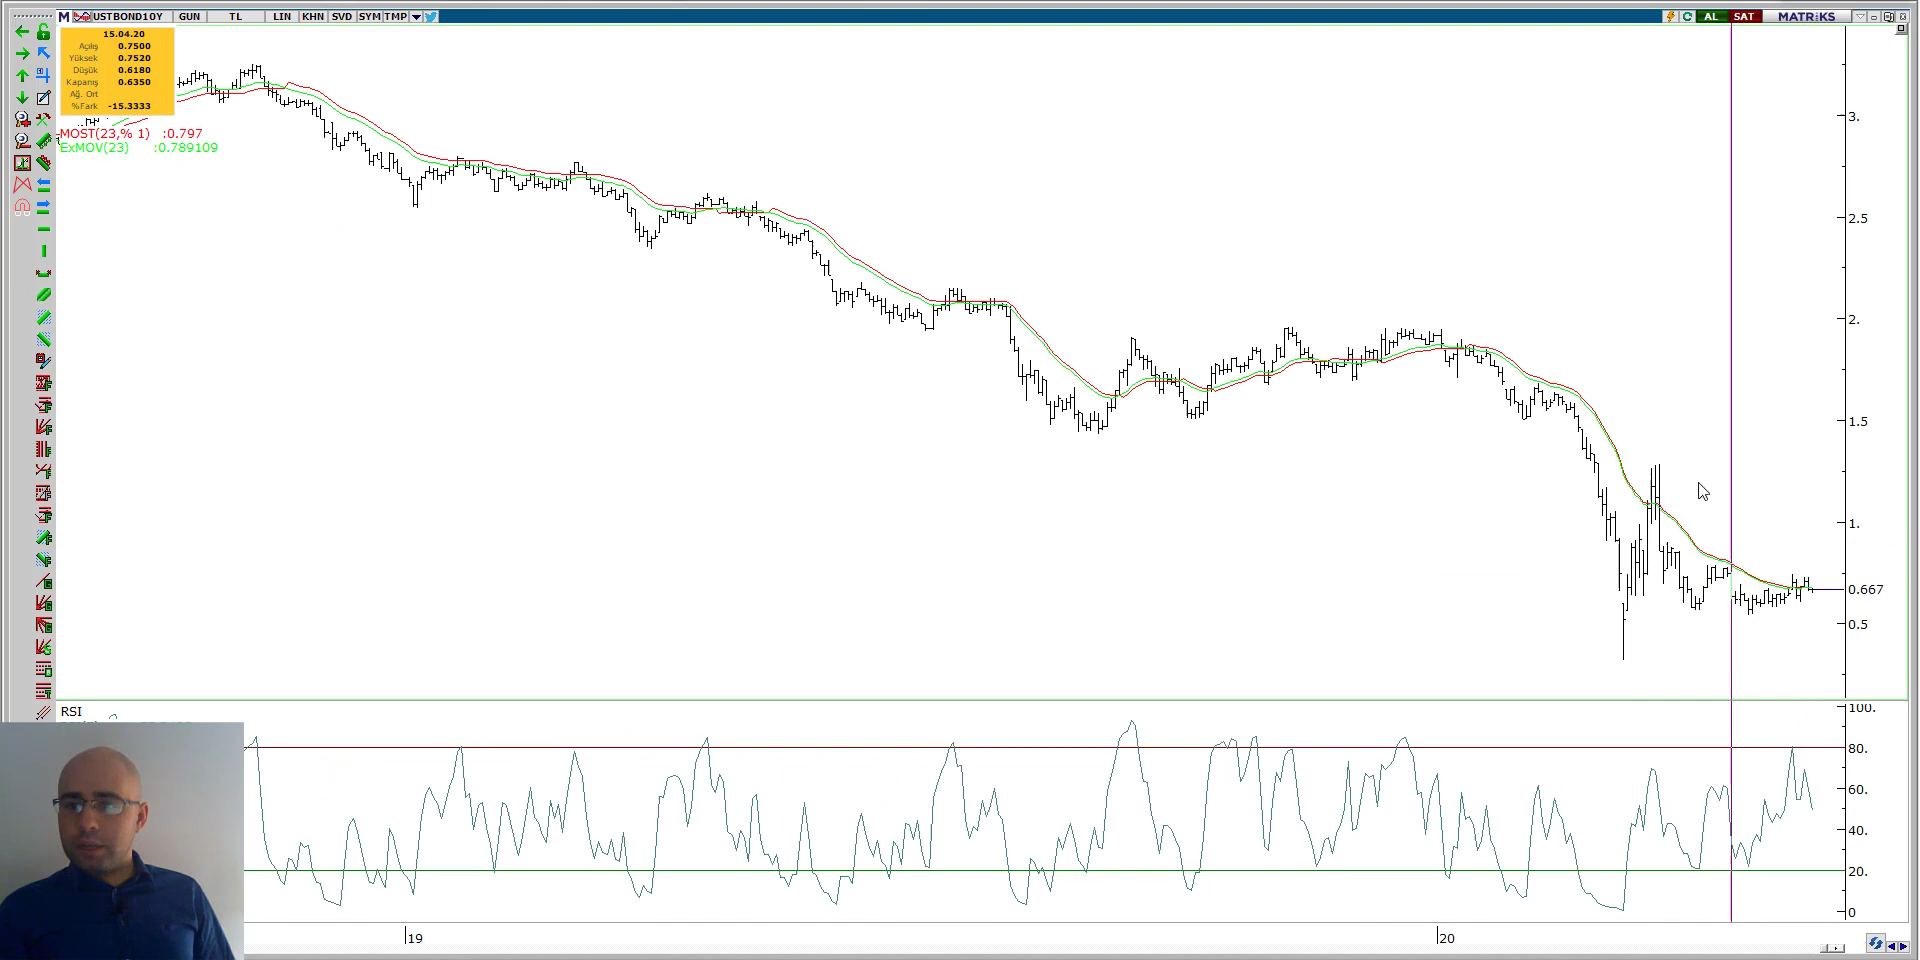 M USTBOND10Y GUN TL LIN KHN SVD SYM TMP AL SAT MATRiKS
15.04.20
Açılış 0.7500
Yüksek 0.7520
Düşük 0.6180
Kapanış 0.6350
Ağ. Ort
%Fark -15.3333
MOST(23,% 1) :0.797
ExMOV(23) :0.789109
3.
2.5
2.
1.5
1.
0.667
0.5
RSI
100.
80.
60.
40.
20.
0
19
20